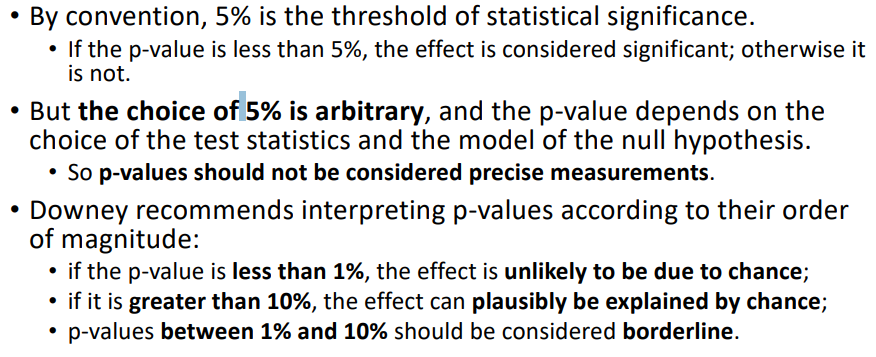 • By convention, 5% is the threshold of statistical significance.
• If the p-value is less than 5%, the effect is considered significant; otherwise it
is not.
• But the choice of 5% is arbitrary, and the p-value depends on the
choice of the test statistics and the model of the null hypothesis.
• So p-values should not be considered precise measurements.
• Downey recommends interpreting p-values according to their order
of magnitude:
• if the p-value is less than 1%, the effect is unlikely to be due to chance;
• if it is greater than 10%, the effect can plausibly be explained by chance;
• p-values between 1% and 10% should be considered borderline.